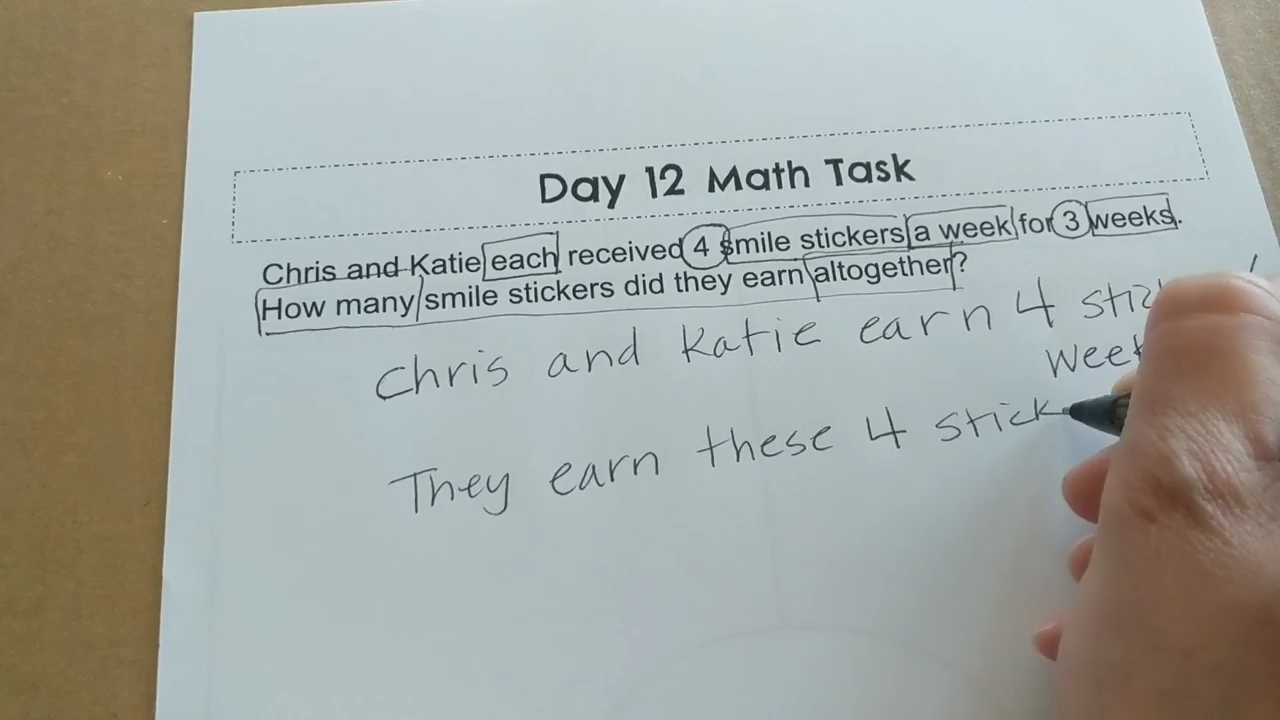 Day 12 Math Task
Chris and Katie each received 4 smile stickers a week for 3 weeks.
How many smile stickers did they earn altogether?
Chris and Katie earn 4
They earn these 4 stick